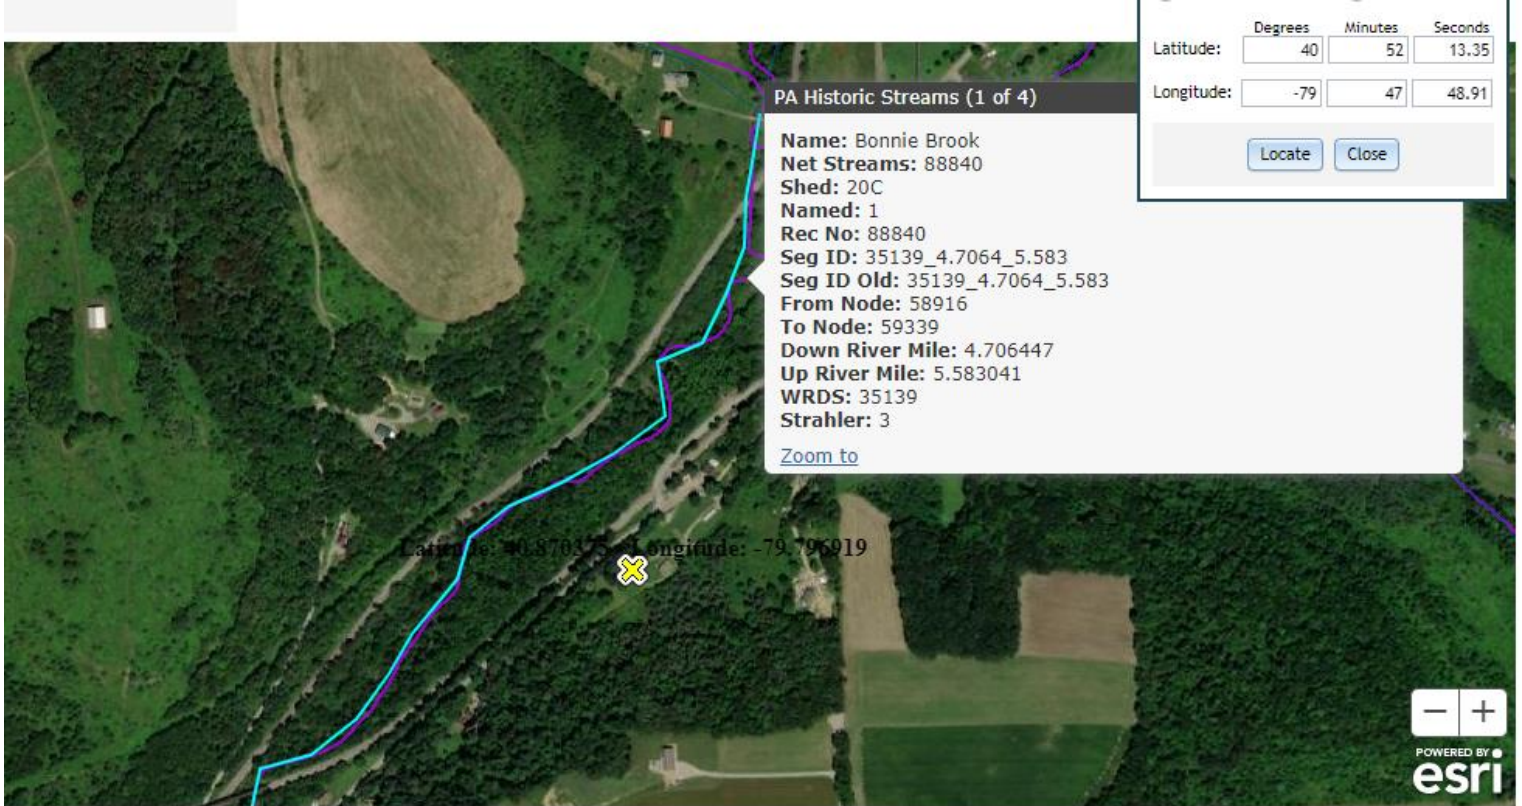 Degrees Minutes Seconds
Latitude: 40 52 13.35
Longitude: -79 47 48.91
Locate Close
PA Historic Streams (1 of 4)
Name: Bonnie Brook
Net Streams: 88840
Shed: 20C
Named: 1
Rec No: 88840
Seg ID: 35139_4.7064_5.583
Seg ID Old: 35139_4.7064_5.583
From Node: 58916
To Node: 59339
Down River Mile: 4.706447
Up River Mile: 5.583041
WRDS: 35139
Strahler: 3
Zoom to
Latitude: 40.870375 Longitude: -79.796919
POWERED BY
esri